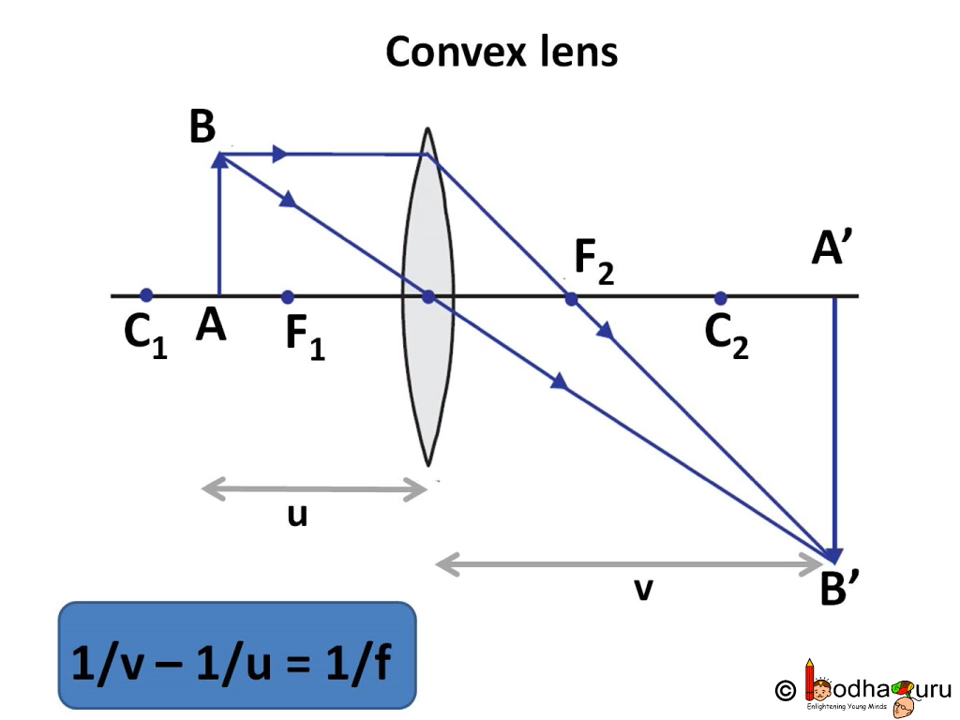 Convex lens
B
A’
F2
C1 A F1 C2
u
v
B’
1/v – 1/u = 1/f
© bodhaguru
Enlightening Young Minds